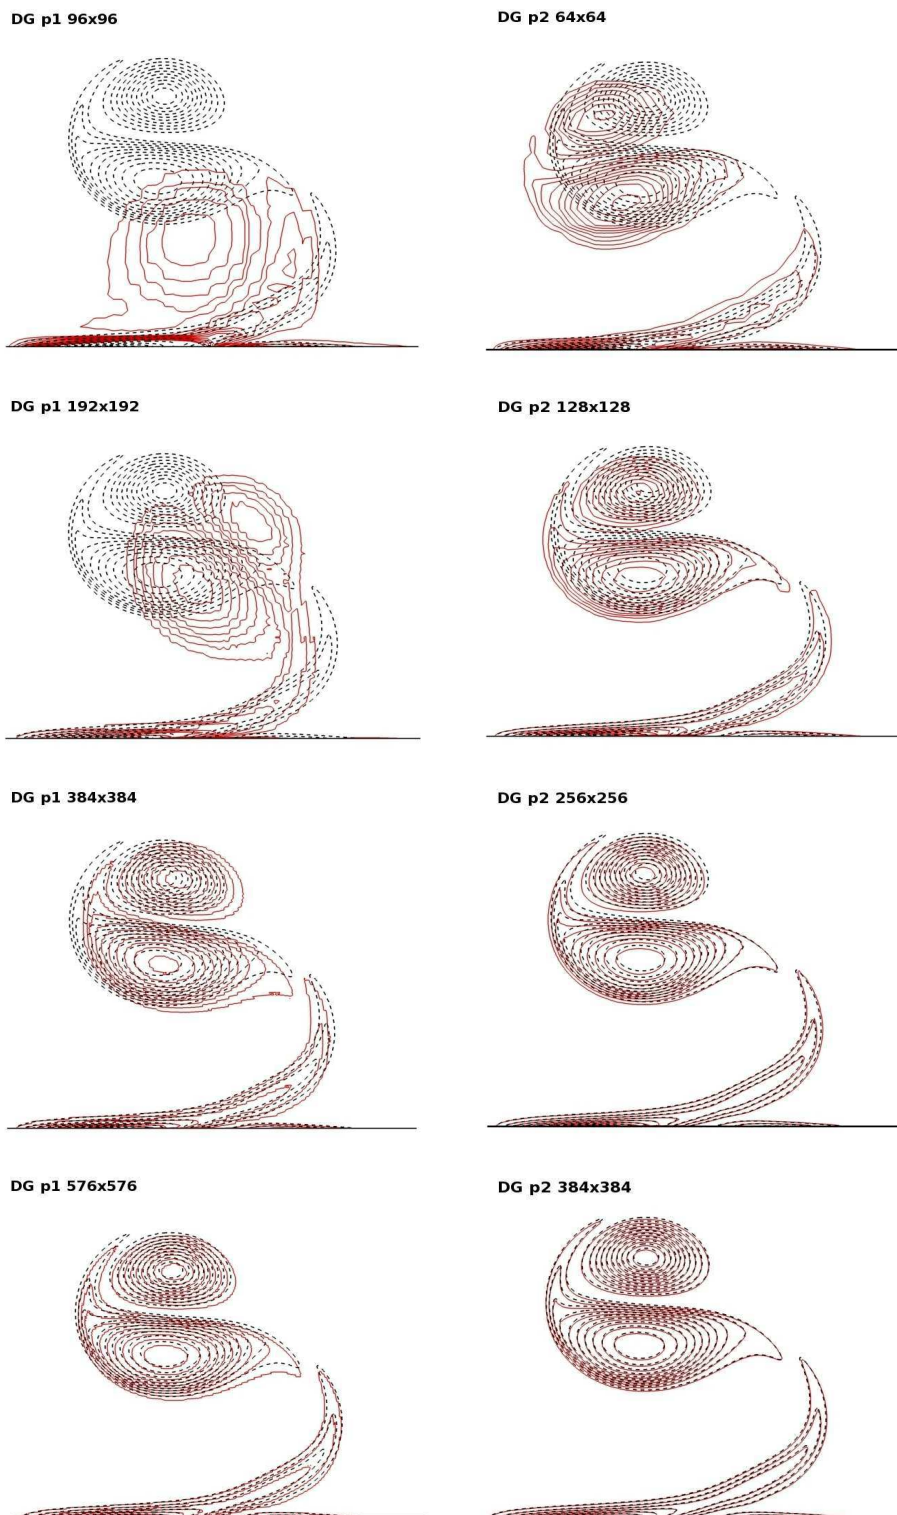 DG p1 96x96
DG p2 64x64
DG p1 192x192
DG p2 128x128
DG p1 384x384
DG p2 256x256
DG p1 576x576
DG p2 384x384